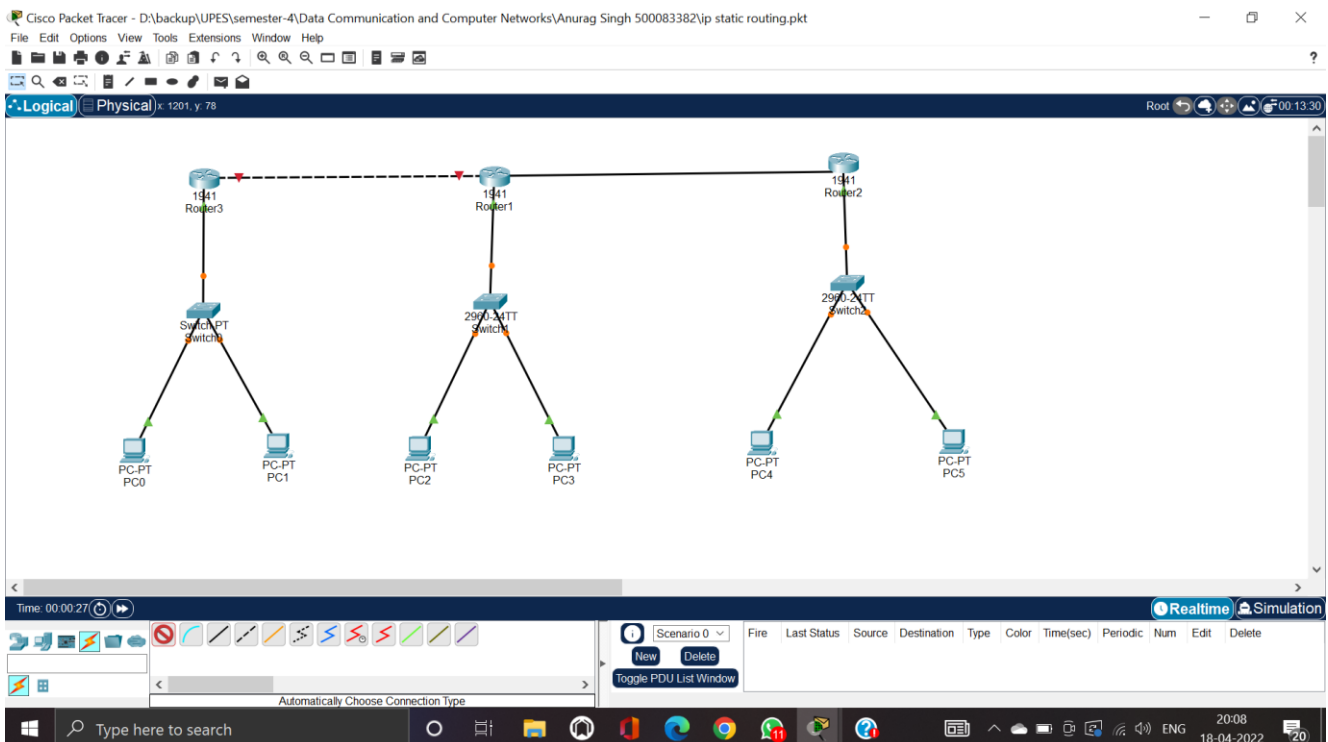 Cisco Packet Tracer - D:\backup\UPES\semester-4\Data Communication and Computer Networks\Anurag Singh 500083382\ip static routing.pkt
File Edit Options View Tools Extensions Window Help
?
Logical Physical x: 1201, y: 78 Root 00:13:30
1941
Router3
1941
Router1
1941
Router2
Switch-PT
Switch0
2960-24TT
Switch1
2960-24TT
Switch2
PC-PT
PC0
PC-PT
PC1
PC-PT
PC2
PC-PT
PC3
PC-PT
PC4
PC-PT
PC5
Time: 00:00:27 Realtime Simulation
Scenario 0 Fire Last Status Source Destination Type Color Time(sec) Periodic Num Edit Delete
New Delete
Toggle PDU List Window
Automatically Choose Connection Type
Type here to search
11
ENG
20:08
18-04-2022
20